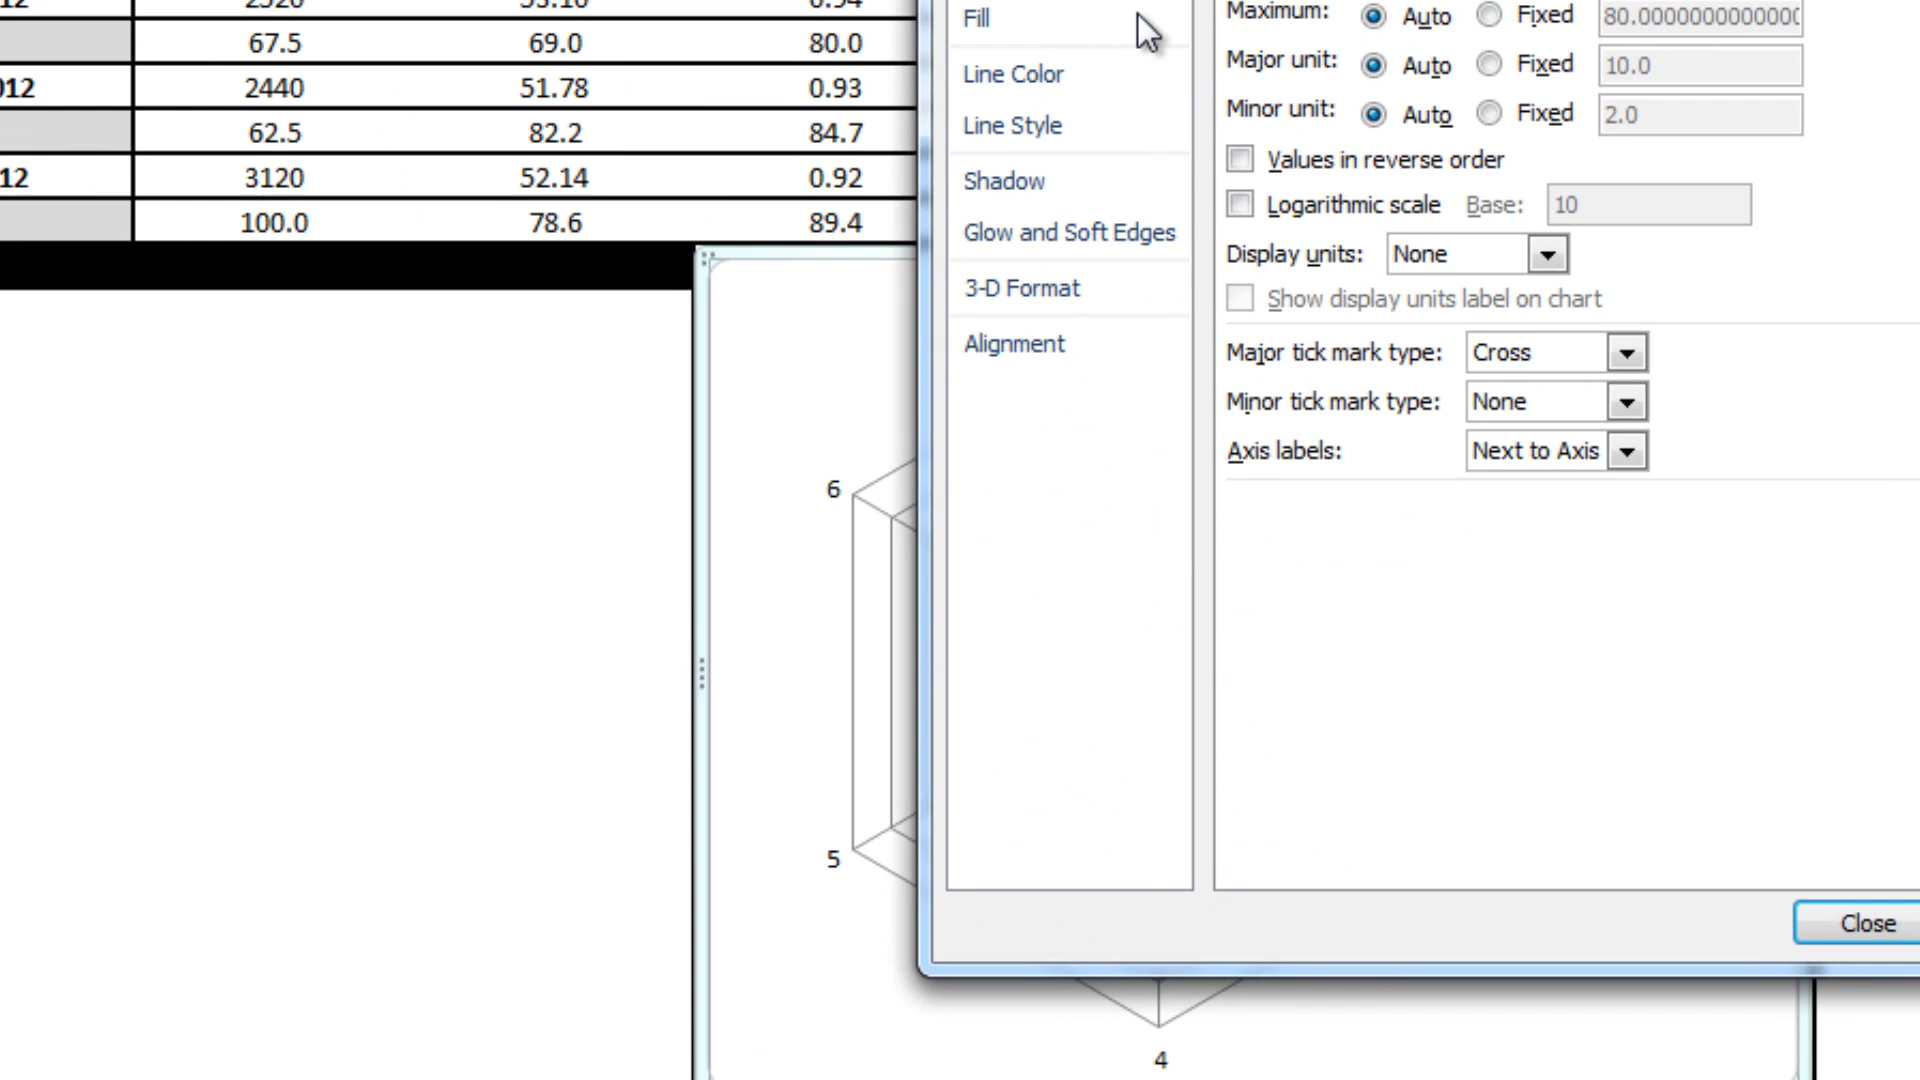 67.5 69.0 80.0
012 2440 51.78 0.93
62.5 82.2 84.7
12 3120 52.14 0.92
100.0 78.6 89.4
Fill
Line Color
Line Style
Shadow
Glow and Soft Edges
3-D Format
Alignment
Maximum: Auto Fixed 80.0000000000000
Major unit: Auto Fixed 10.0
Minor unit: Auto Fixed 2.0
Values in reverse order
Logarithmic scale Base: 10
Display units: None
Show display units label on chart
Major tick mark type: Cross
Minor tick mark type: None
Axis labels: Next to Axis
Close
6
5
4